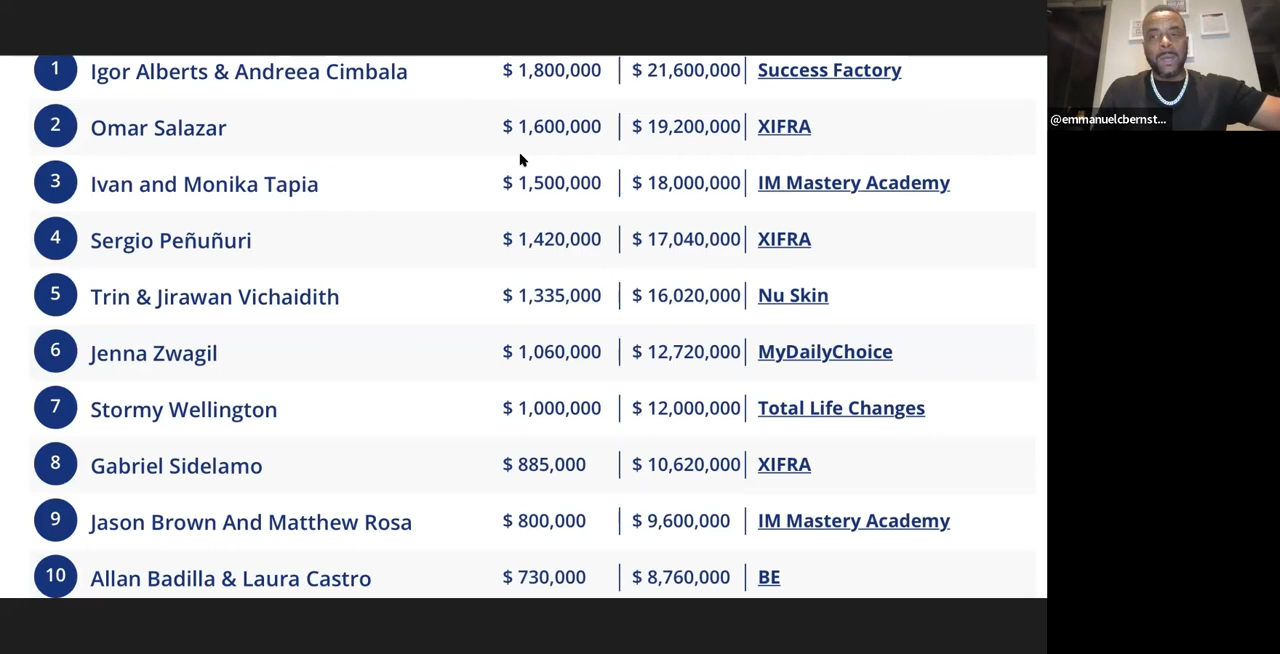 1 Igor Alberts & Andreea Cimbala $ 1,800,000 | $ 21,600,000 | Success Factory
2 Omar Salazar $ 1,600,000 | $ 19,200,000 | XIFRA
3 Ivan and Monika Tapia $ 1,500,000 | $ 18,000,000 | IM Mastery Academy
4 Sergio Peñuñuri $ 1,420,000 | $ 17,040,000 | XIFRA
5 Trin & Jirawan Vichaidith $ 1,335,000 | $ 16,020,000 | Nu Skin
6 Jenna Zwagil $ 1,060,000 | $ 12,720,000 | MyDailyChoice
7 Stormy Wellington $ 1,000,000 | $ 12,000,000 | Total Life Changes
8 Gabriel Sidelamo $ 885,000 | $ 10,620,000 | XIFRA
9 Jason Brown And Matthew Rosa $ 800,000 | $ 9,600,000 | IM Mastery Academy
10 Allan Badilla & Laura Castro $ 730,000 | $ 8,760,000 | BE
@emmanuelcbernst...